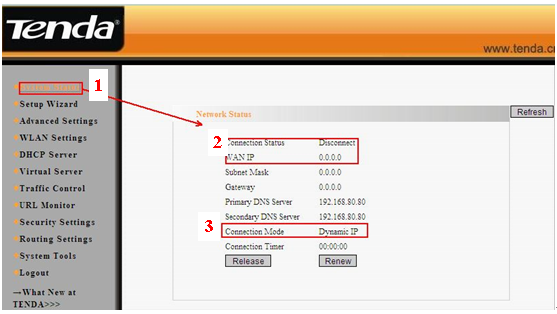 Tenda
www.tenda.c
1
System Status
Setup Wizard
Advanced Settings
WLAN Settings
DHCP Server
Virtual Server
Traffic Control
URL Monitor
Security Settings
Routing Settings
System Tools
Logout
→What New at
TENDA>>>
Refresh
Network Status
2
Connection Status Disconnect
WAN IP 0.0.0.0
Subnet Mask 0.0.0.0
Gateway 0.0.0.0
Primary DNS Server 192.168.80.80
Secondary DNS Server 192.168.80.80
3
Connection Mode Dynamic IP
Connection Timer 00:00:00
Release Renew